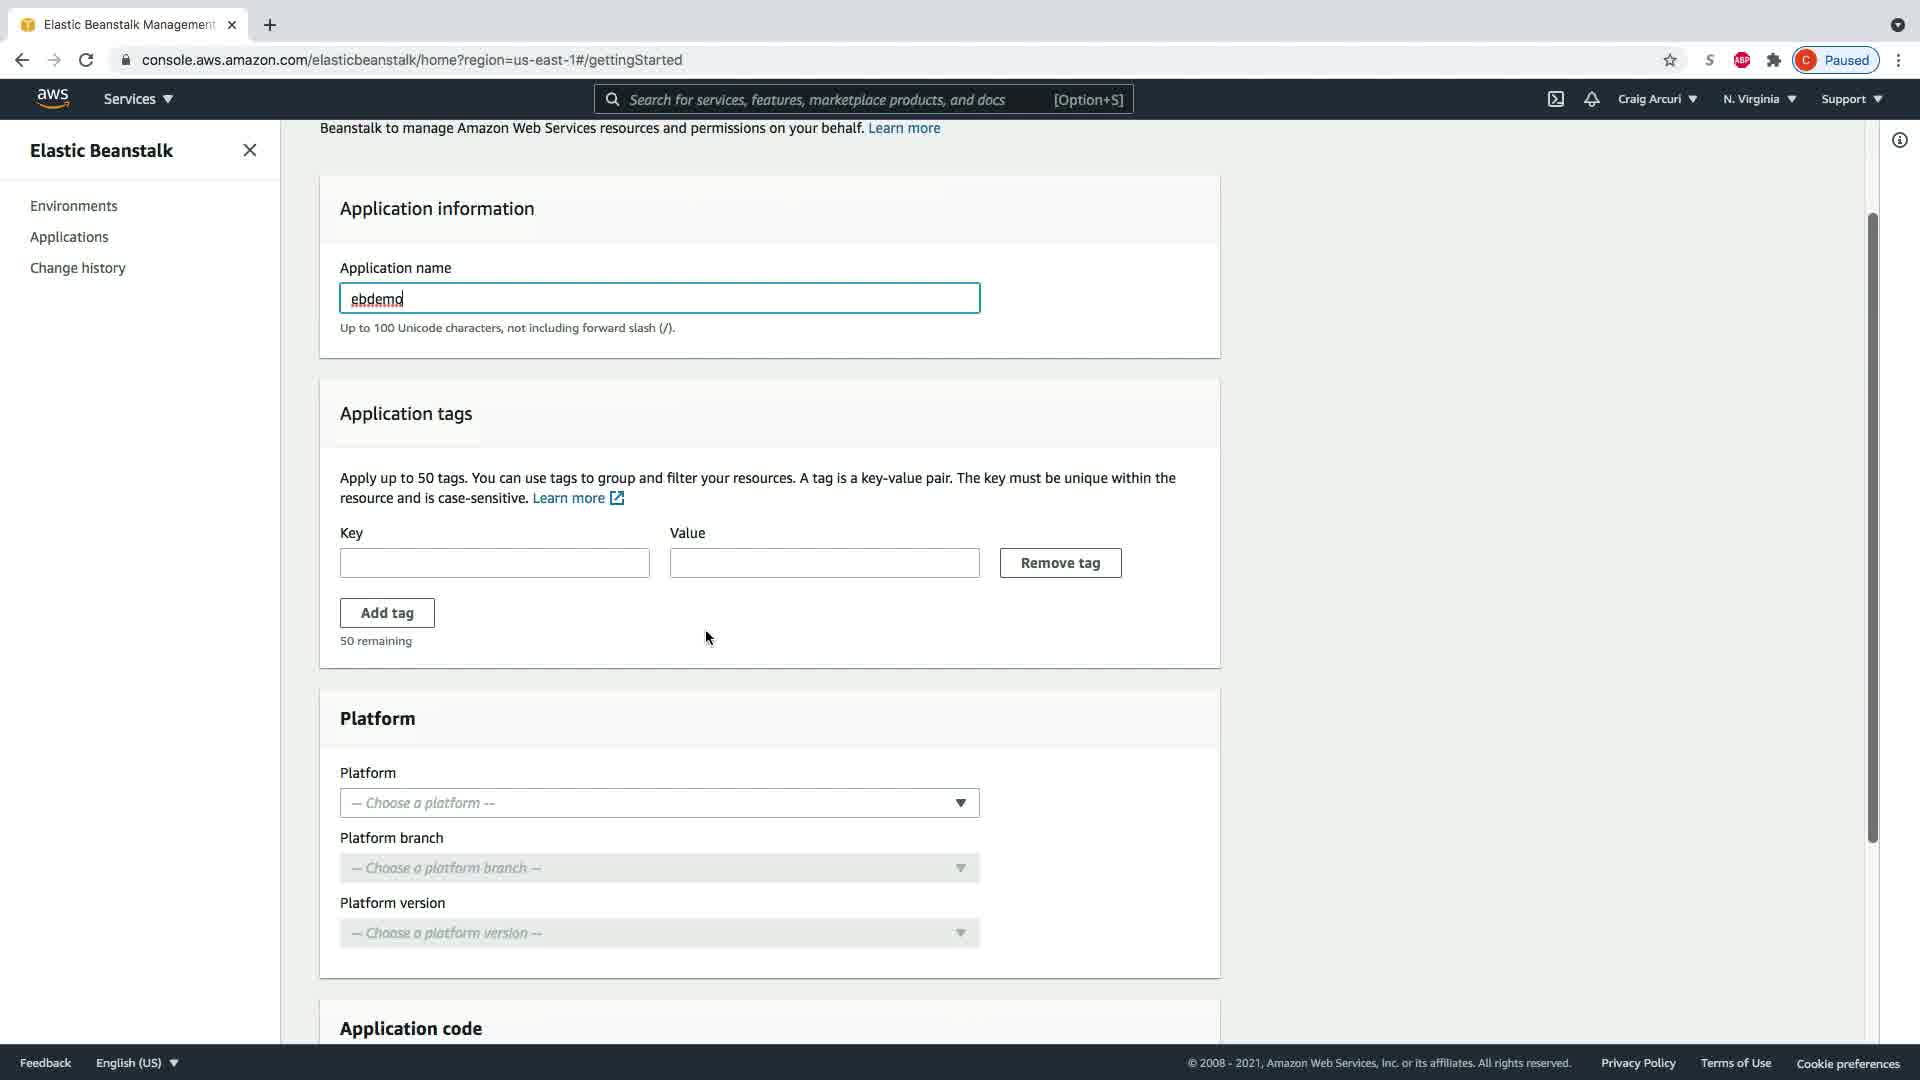 Elastic Beanstalk Management
console.aws.amazon.com/elasticbeanstalk/home?region=us-east-1#/gettingStarted
S
ABP
C
Paused
aws
Services
Search for services, features, marketplace products, and docs
[Option+S]
Craig Arcuri
N. Virginia
Support
Elastic Beanstalk
Environments
Applications
Change history
Beanstalk to manage Amazon Web Services resources and permissions on your behalf. Learn more
Application information
Application name
ebdemo
Up to 100 Unicode characters, not including forward slash (/).
Application tags
Apply up to 50 tags. You can use tags to group and filter your resources. A tag is a key-value pair. The key must be unique within the
resource and is case-sensitive. Learn more
Key
Value
Remove tag
Add tag
50 remaining
Platform
Platform
-- Choose a platform --
Platform branch
-- Choose a platform branch --
Platform version
-- Choose a platform version --
Application code
Feedback
English (US)
© 2008 - 2021, Amazon Web Services, Inc. or its affiliates. All rights reserved.
Privacy Policy
Terms of Use
Cookie preferences